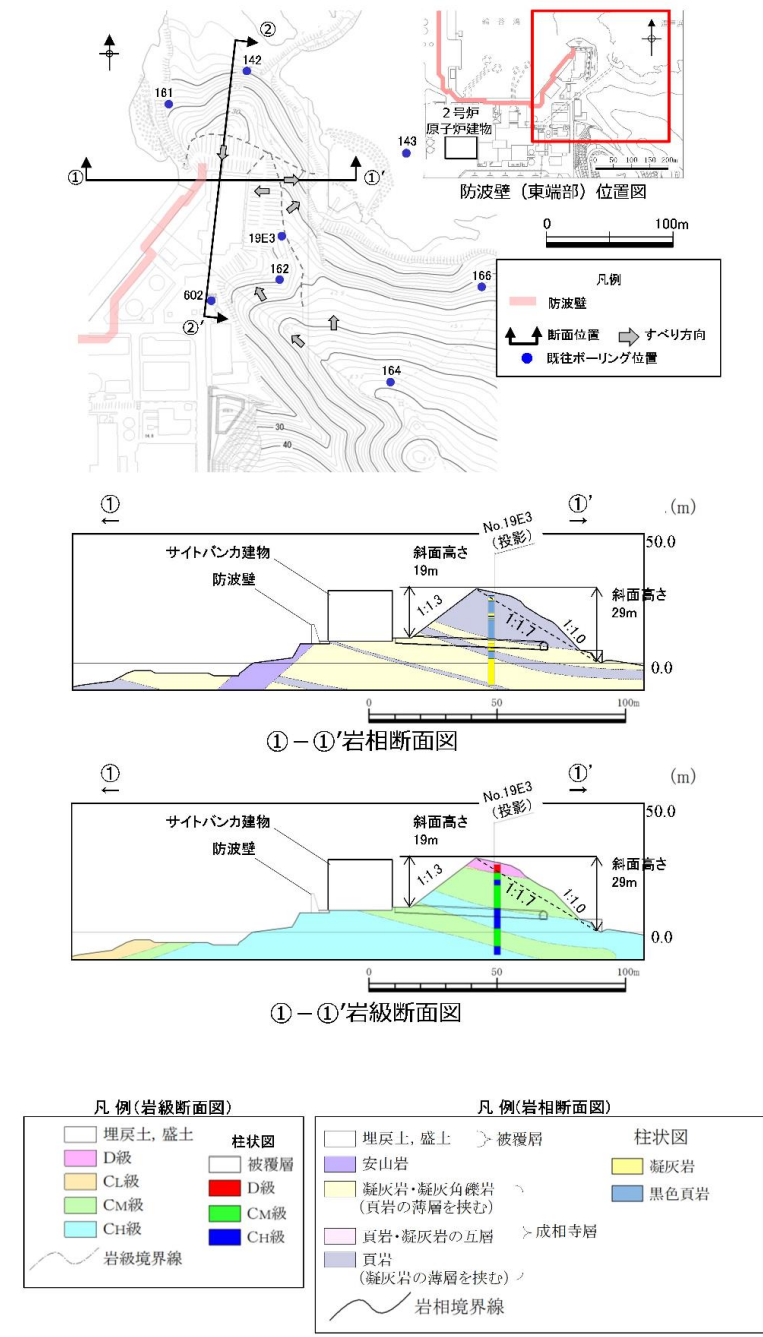 ②
142
161
143
①
①’
19E3
162
602
②’
166
164
30
40
輪谷湾
2号炉
原子炉建物
0 50 100 150 200m
防波壁（東端部）位置図
0 100m
凡例
防波壁
断面位置
すべり方向
既往ボーリング位置
①
①’
(m)
No.19E3
(投影)
サイトバンカ建物
防波壁
斜面高さ
19m
1:1.3
1:1.7
1:1.0
斜面高さ
29m
50.0
0.0
0 50 100m
①－①’岩相断面図
①
①’
(m)
No.19E3
(投影)
サイトバンカ建物
防波壁
斜面高さ
19m
1:1.3
1:1.7
1:1.0
斜面高さ
29m
50.0
0.0
0 50 100m
①－①’岩級断面図
凡 例(岩級断面図)
埋戻土, 盛土
D級
CL級
CM級
CH級
岩級境界線
柱状図
被覆層
D級
CM級
CH級
凡 例(岩相断面図)
埋戻土, 盛土 被覆層
安山岩
凝灰岩・凝灰角礫岩
(頁岩の薄層を挟む)
頁岩・凝灰岩の互層
成相寺層
頁岩
(凝灰岩の薄層を挟む)
岩相境界線
柱状図
凝灰岩
黒色頁岩